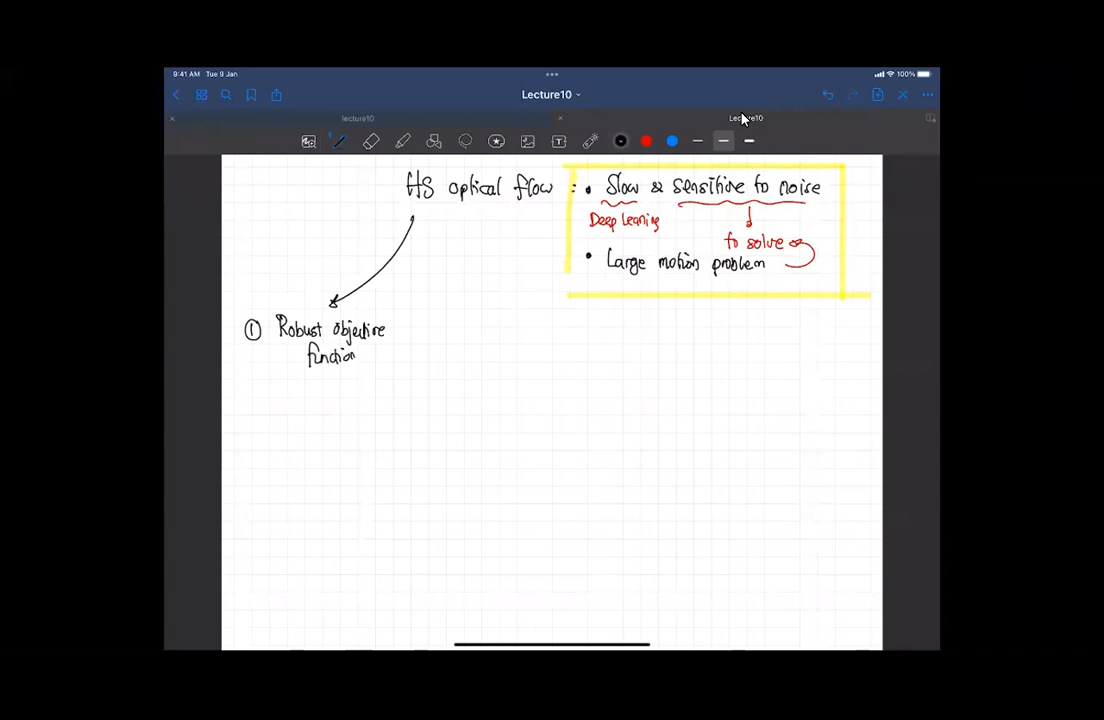 9:41 AM Tue 9 Jan
100%
Lecture10
lecture10
Lecture10
HS optical flow : • Slow & sensitive to noise
Deep leaning
to solve
• Large motion problem
① Robust objective
function